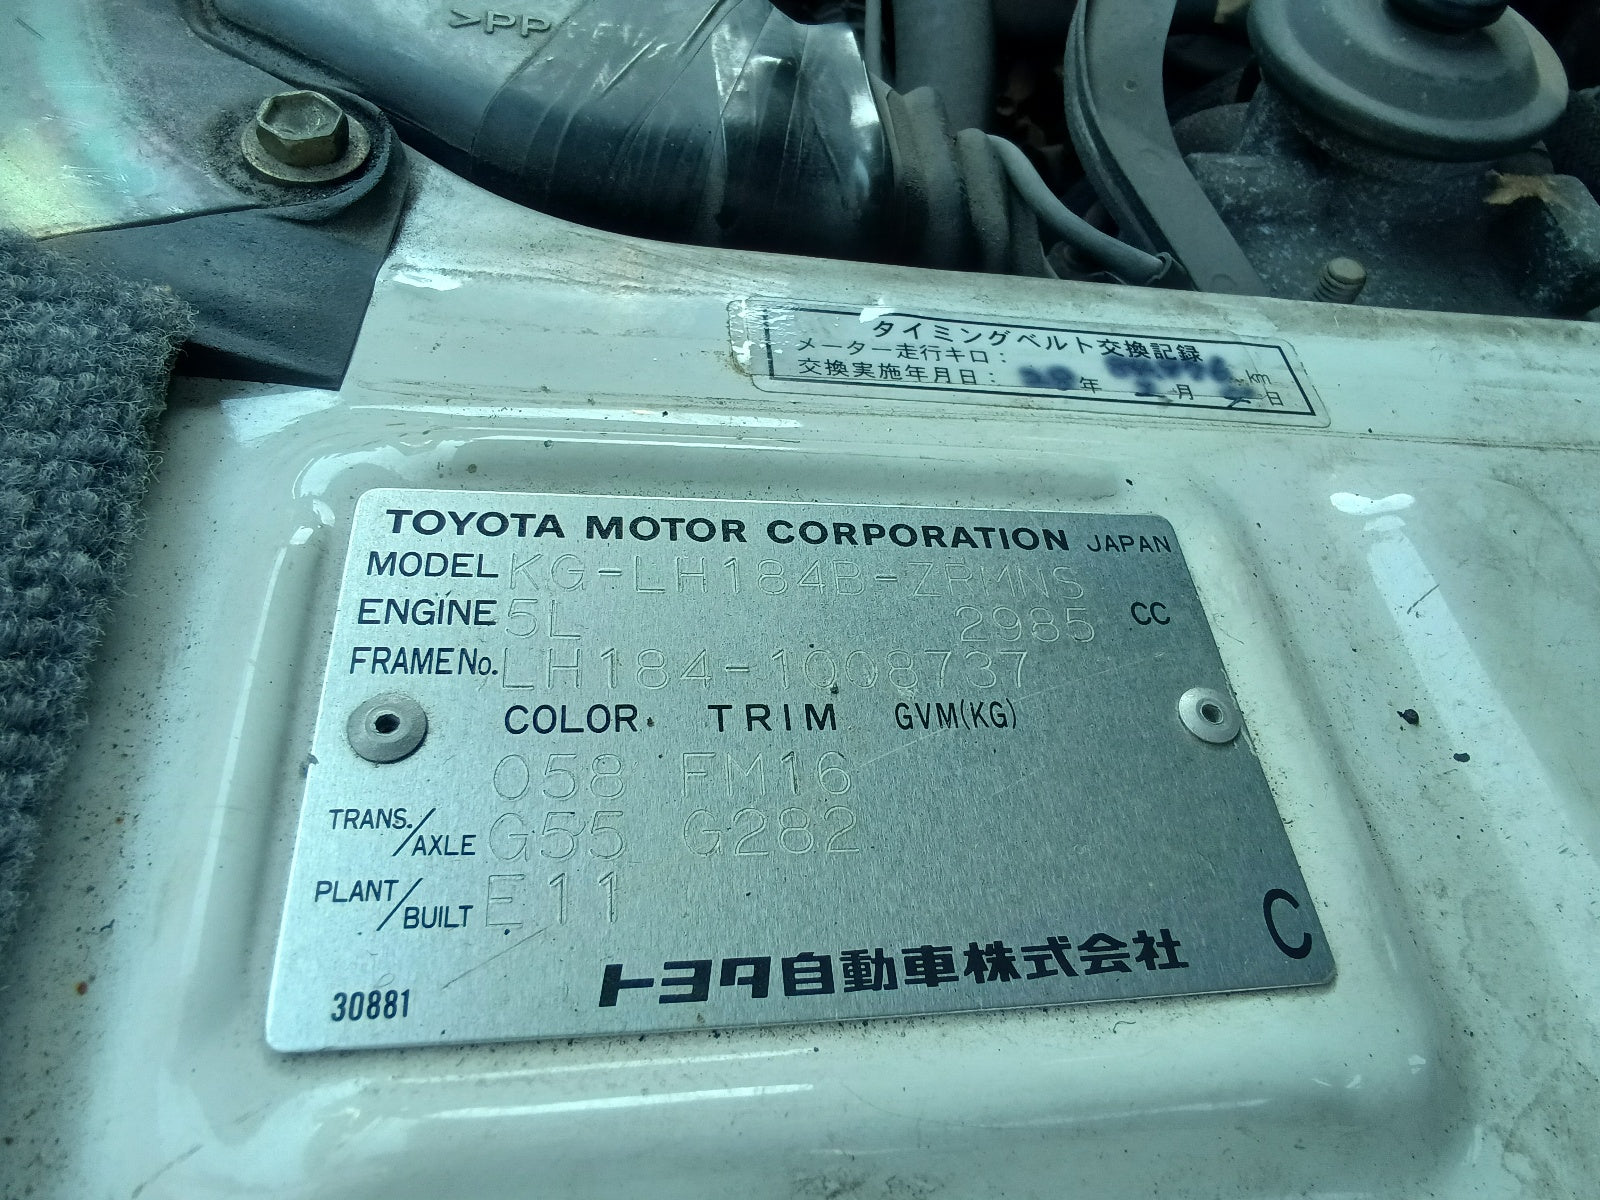 >PP
タイミングベルト交換記録
メーター走行キロ： km
交換実施年月日： 年 月 日
TOYOTA MOTOR CORPORATION JAPAN
MODEL KG-LH184B-ZRMNS
ENGINE 5L 2985 CC
FRAME No. LH184-1008737
COLOR TRIM GVM(KG)
058 FM16
TRANS./AXLE G55 G282
PLANT/BUILT E11
トヨタ自動車株式会社 C
30881